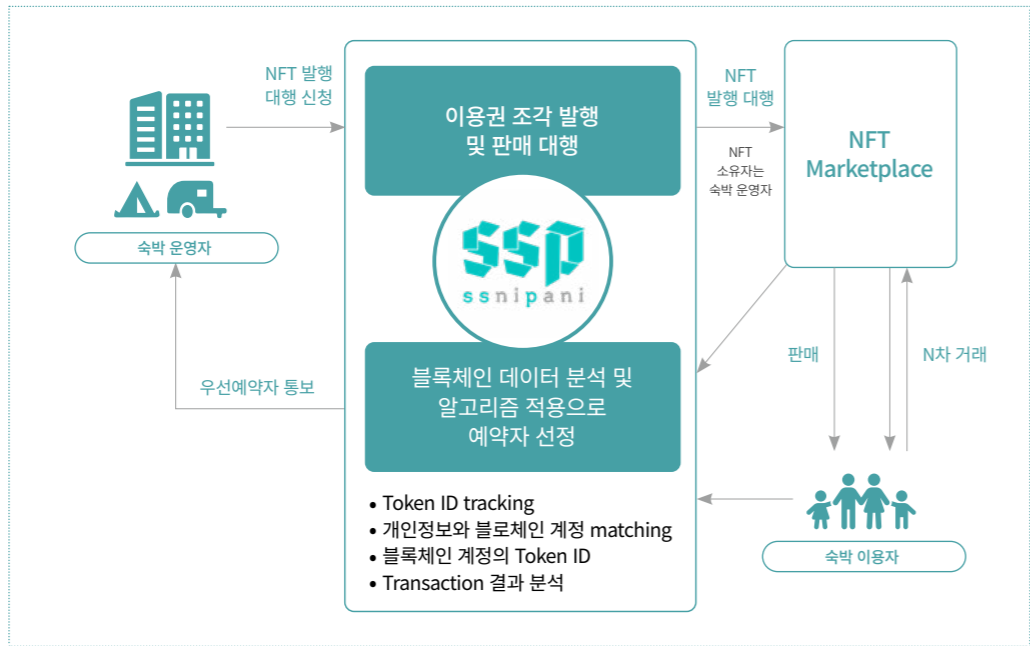 NFT 발행
대행 신청
이용권 조각 발행
및 판매 대행
NFT
발행 대행
NFT
소유자는
숙박 운영자
NFT
Marketplace
숙박 운영자
ssp
ssnipani
우선예약자 통보
블록체인 데이터 분석 및
알고리즘 적용으로
예약자 선정
판매
N차 거래
• Token ID tracking
• 개인정보와 블로체인 계정 matching
• 블록체인 계정의 Token ID
• Transaction 결과 분석
숙박 이용자